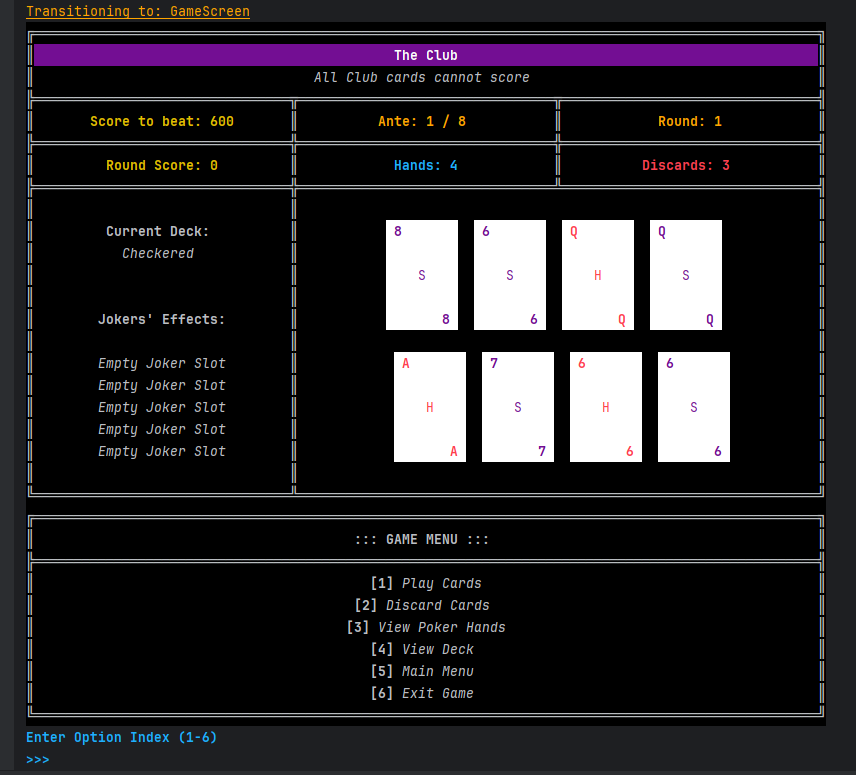 Transitioning to: GameScreen
The Club
All Club cards cannot score
Score to beat: 600 Ante: 1 / 8 Round: 1
Round Score: 0 Hands: 4 Discards: 3
Current Deck:
Checkered
Jokers' Effects:
Empty Joker Slot
Empty Joker Slot
Empty Joker Slot
Empty Joker Slot
Empty Joker Slot
8 6 Q Q
S S H S
8 6 Q Q
A 7 6 6
H S H S
A 7 6 6
::: GAME MENU :::
[1] Play Cards
[2] Discard Cards
[3] View Poker Hands
[4] View Deck
[5] Main Menu
[6] Exit Game
Enter Option Index (1-6)
>>>